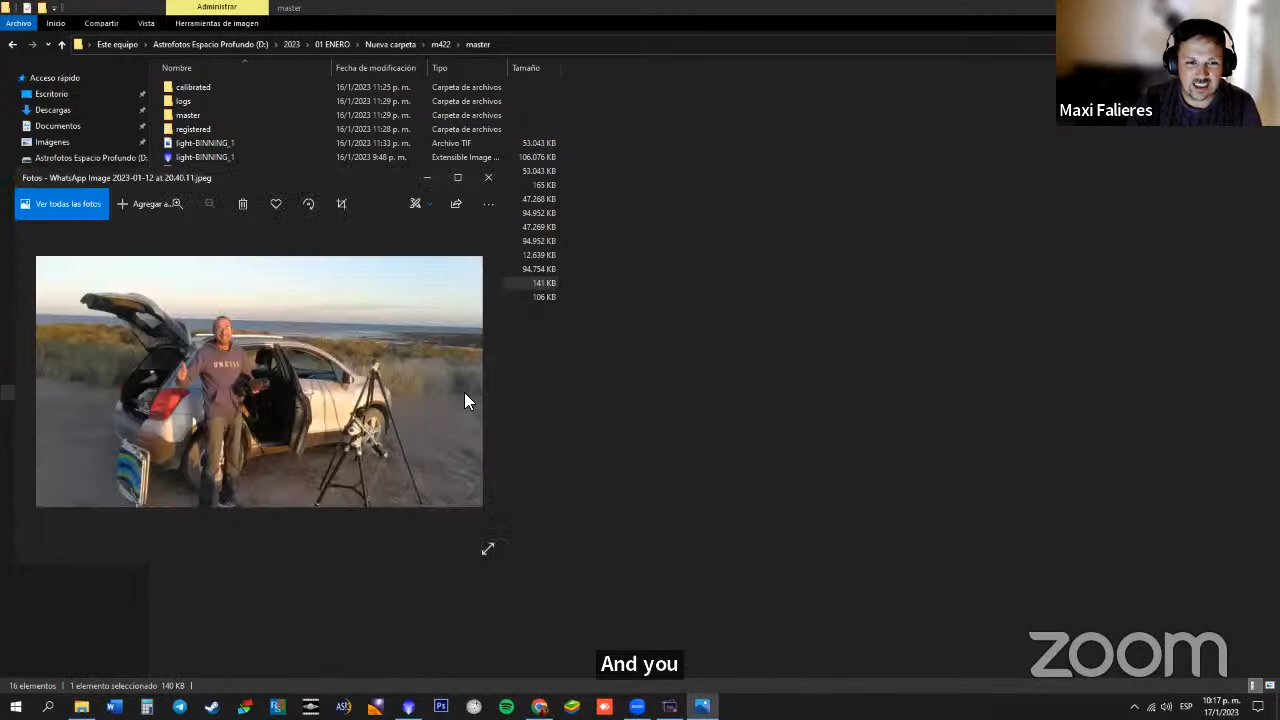 Administrar
master
Archivo
Inicio
Compartir
Vista
Herramientas de imagen
Este equipo
Astrofotos Espacio Profundo (D:)
2023
01 ENERO
Nueva carpeta
m422
master
Nombre
Fecha de modificación
Tipo
Tamaño
Acceso rápido
Escritorio
Descargas
Documentos
Imágenes
Astrofotos Espacio Profundo (D:)
calibrated 16/1/2023 11:25 p. m. Carpeta de archivos
logs 16/1/2023 11:29 p. m. Carpeta de archivos
master 16/1/2023 11:29 p. m. Carpeta de archivos
registered 16/1/2023 11:28 p. m. Carpeta de archivos
light-BINNING_1 16/1/2023 11:33 p. m. Archivo TIF 53.043 KB
light-BINNING_1 16/1/2023 9:48 p. m. Extensible Image ... 106.076 KB
53.043 KB
165 KB
47.268 KB
94.952 KB
47.269 KB
94.952 KB
12.639 KB
94.754 KB
141 KB
106 KB
Fotos - WhatsApp Image 2023-01-12 at 20.40.11.jpeg
Ver todas las fotos
Agregar a...
O'NEILL
Maxi Falieres
And you
zoom
16 elementos
1 elemento seleccionado 140 KB
ESP
10:17 p. m.
17/1/2023